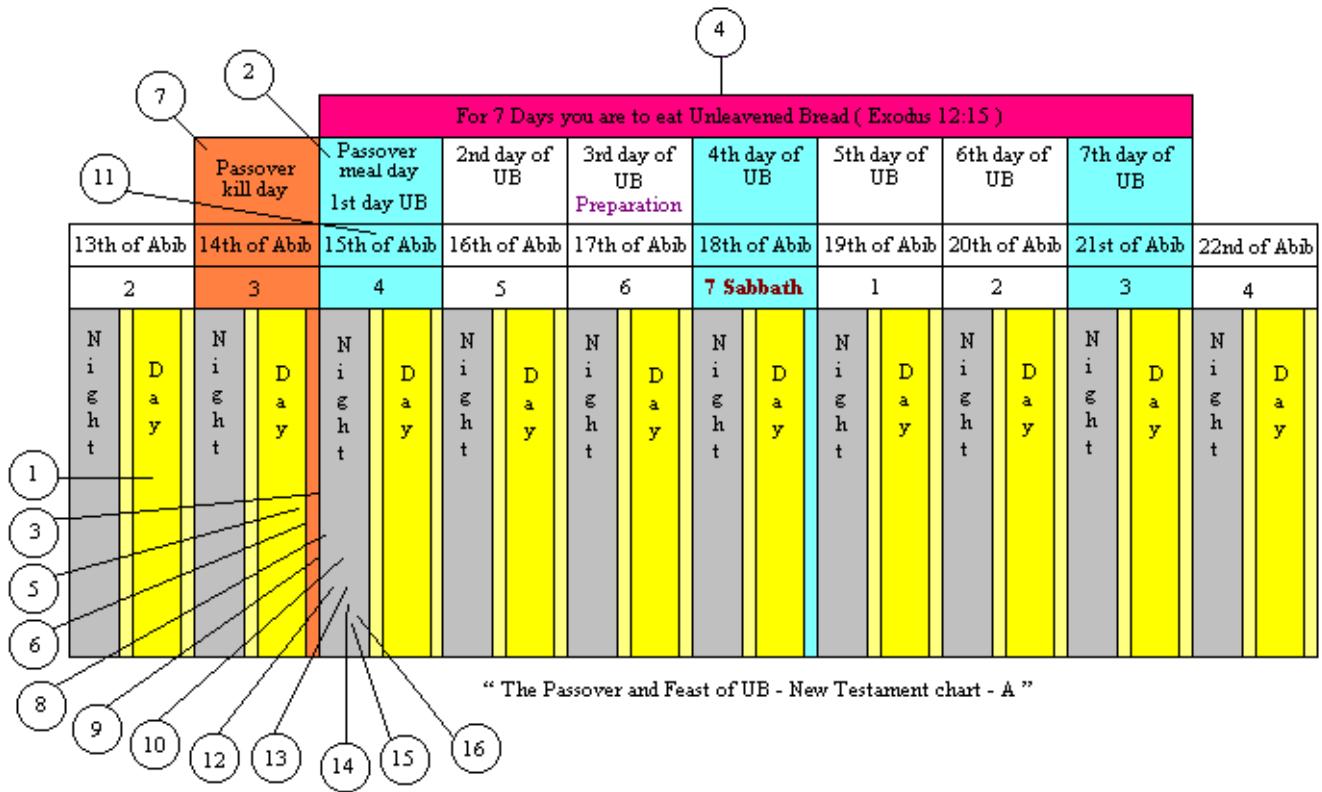 4
2
7
For 7 Days you are to eat Unleavened Bread ( Exodus 12:15 )
11
Passover kill day
Passover meal day 1st day UB
2nd day of UB
3rd day of UB Preparation
4th day of UB
5th day of UB
6th day of UB
7th day of UB
13th of Abib 14th of Abib 15th of Abib 16th of Abib 17th of Abib 18th of Abib 19th of Abib 20th of Abib 21st of Abib 22nd of Abib
2 3 4 5 6 7 Sabbath 1 2 3 4
Night Day Night Day Night Day Night Day Night Day Night Day Night Day Night Day Night Day Night Day
1
3
5
6
8
9
10
12
13
14
15
16
“ The Passover and Feast of UB - New Testament chart - A ”